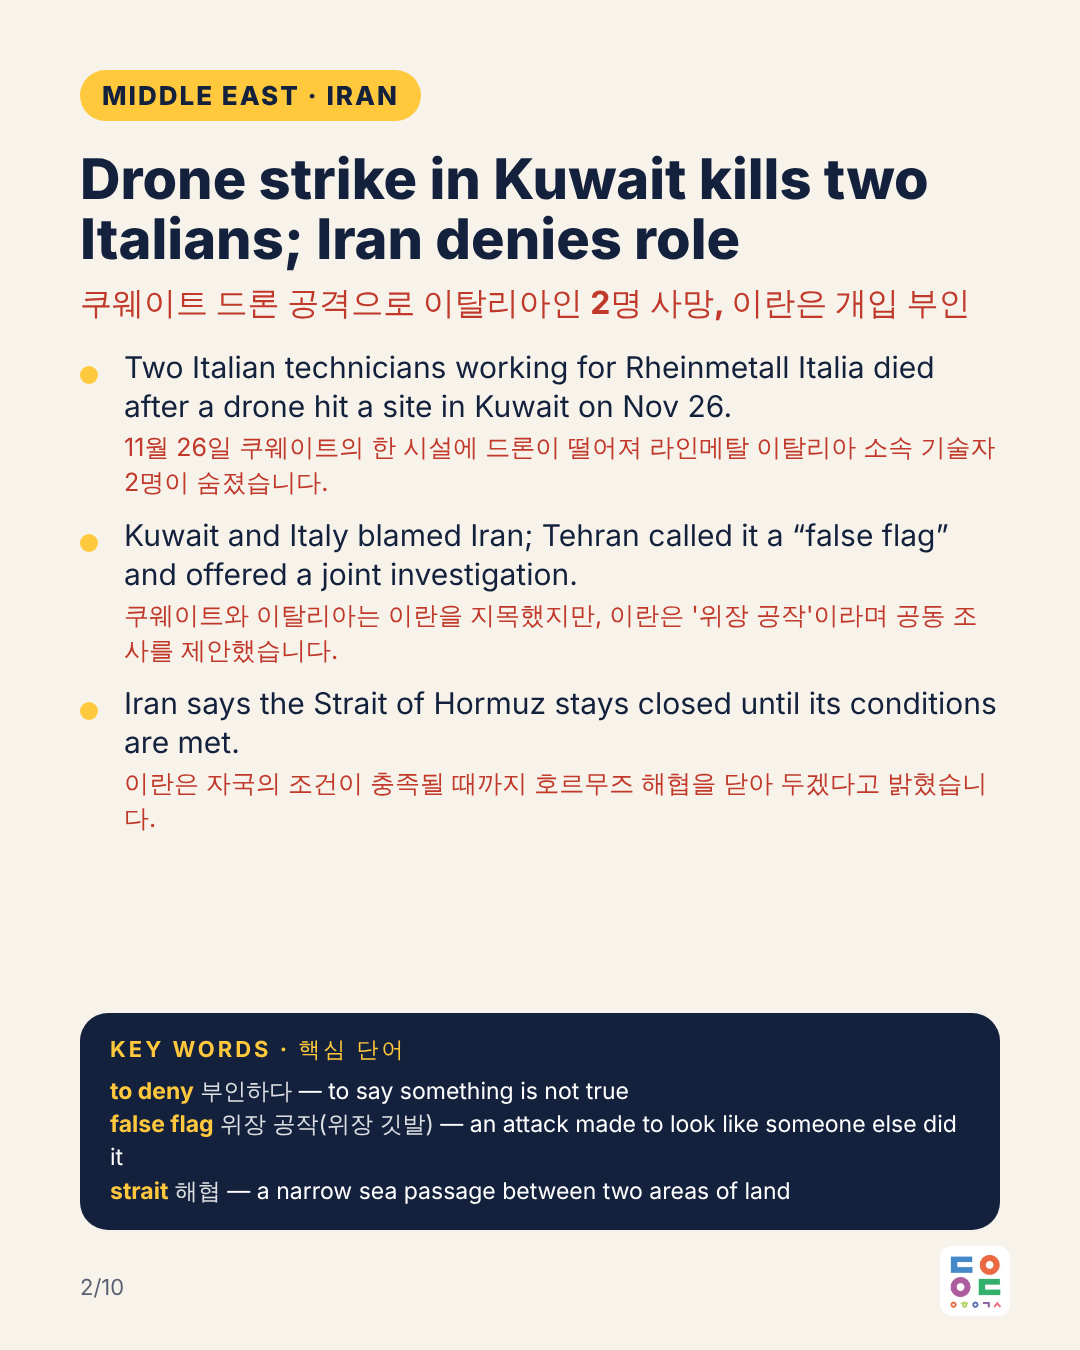 MIDDLE EAST · IRAN
Drone strike in Kuwait kills two
Italians; Iran denies role
쿠웨이트 드론 공격으로 이탈리아인 2명 사망, 이란은 개입 부인
Two Italian technicians working for Rheinmetall Italia died
after a drone hit a site in Kuwait on Nov 26.
11월 26일 쿠웨이트의 한 시설에 드론이 떨어져 라인메탈 이탈리아 소속 기술자
2명이 숨졌습니다.
Kuwait and Italy blamed Iran; Tehran called it a “false flag”
and offered a joint investigation.
쿠웨이트와 이탈리아는 이란을 지목했지만, 이란은 '위장 공작'이라며 공동 조
사를 제안했습니다.
Iran says the Strait of Hormuz stays closed until its conditions
are met.
이란은 자국의 조건이 충족될 때까지 호르무즈 해협을 닫아 두겠다고 밝혔습니
다.
KEY WORDS · 핵심 단어
to deny 부인하다 — to say something is not true
false flag 위장 공작(위장 깃발) — an attack made to look like someone else did
it
strait 해협 — a narrow sea passage between two areas of land
2/10